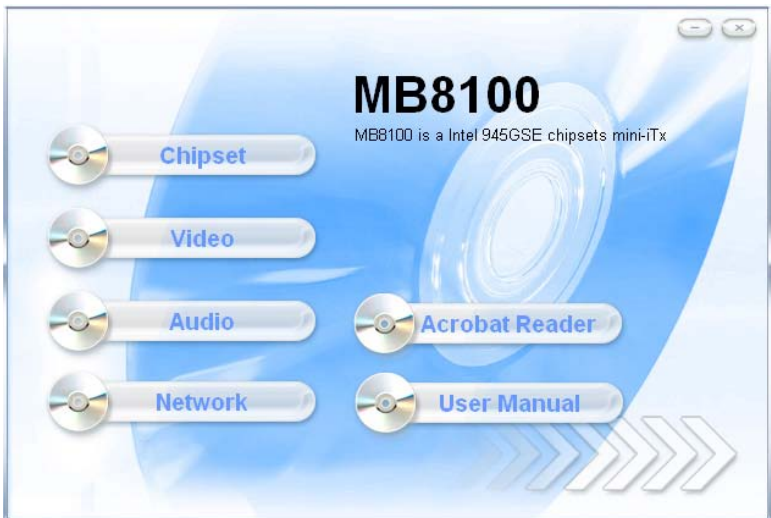 MB8100
MB8100 is a Intel 945GSE chipsets mini-iTx
Chipset
Video
Audio
Network
Acrobat Reader
User Manual